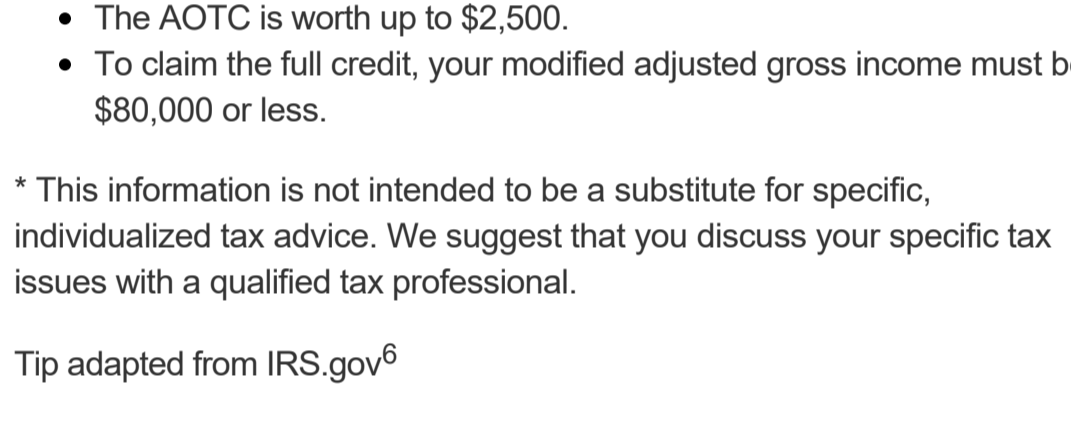 • The AOTC is worth up to $2,500.
• To claim the full credit, your modified adjusted gross income must b
$80,000 or less.
* This information is not intended to be a substitute for specific,
individualized tax advice. We suggest that you discuss your specific tax
issues with a qualified tax professional.
Tip adapted from IRS.gov6